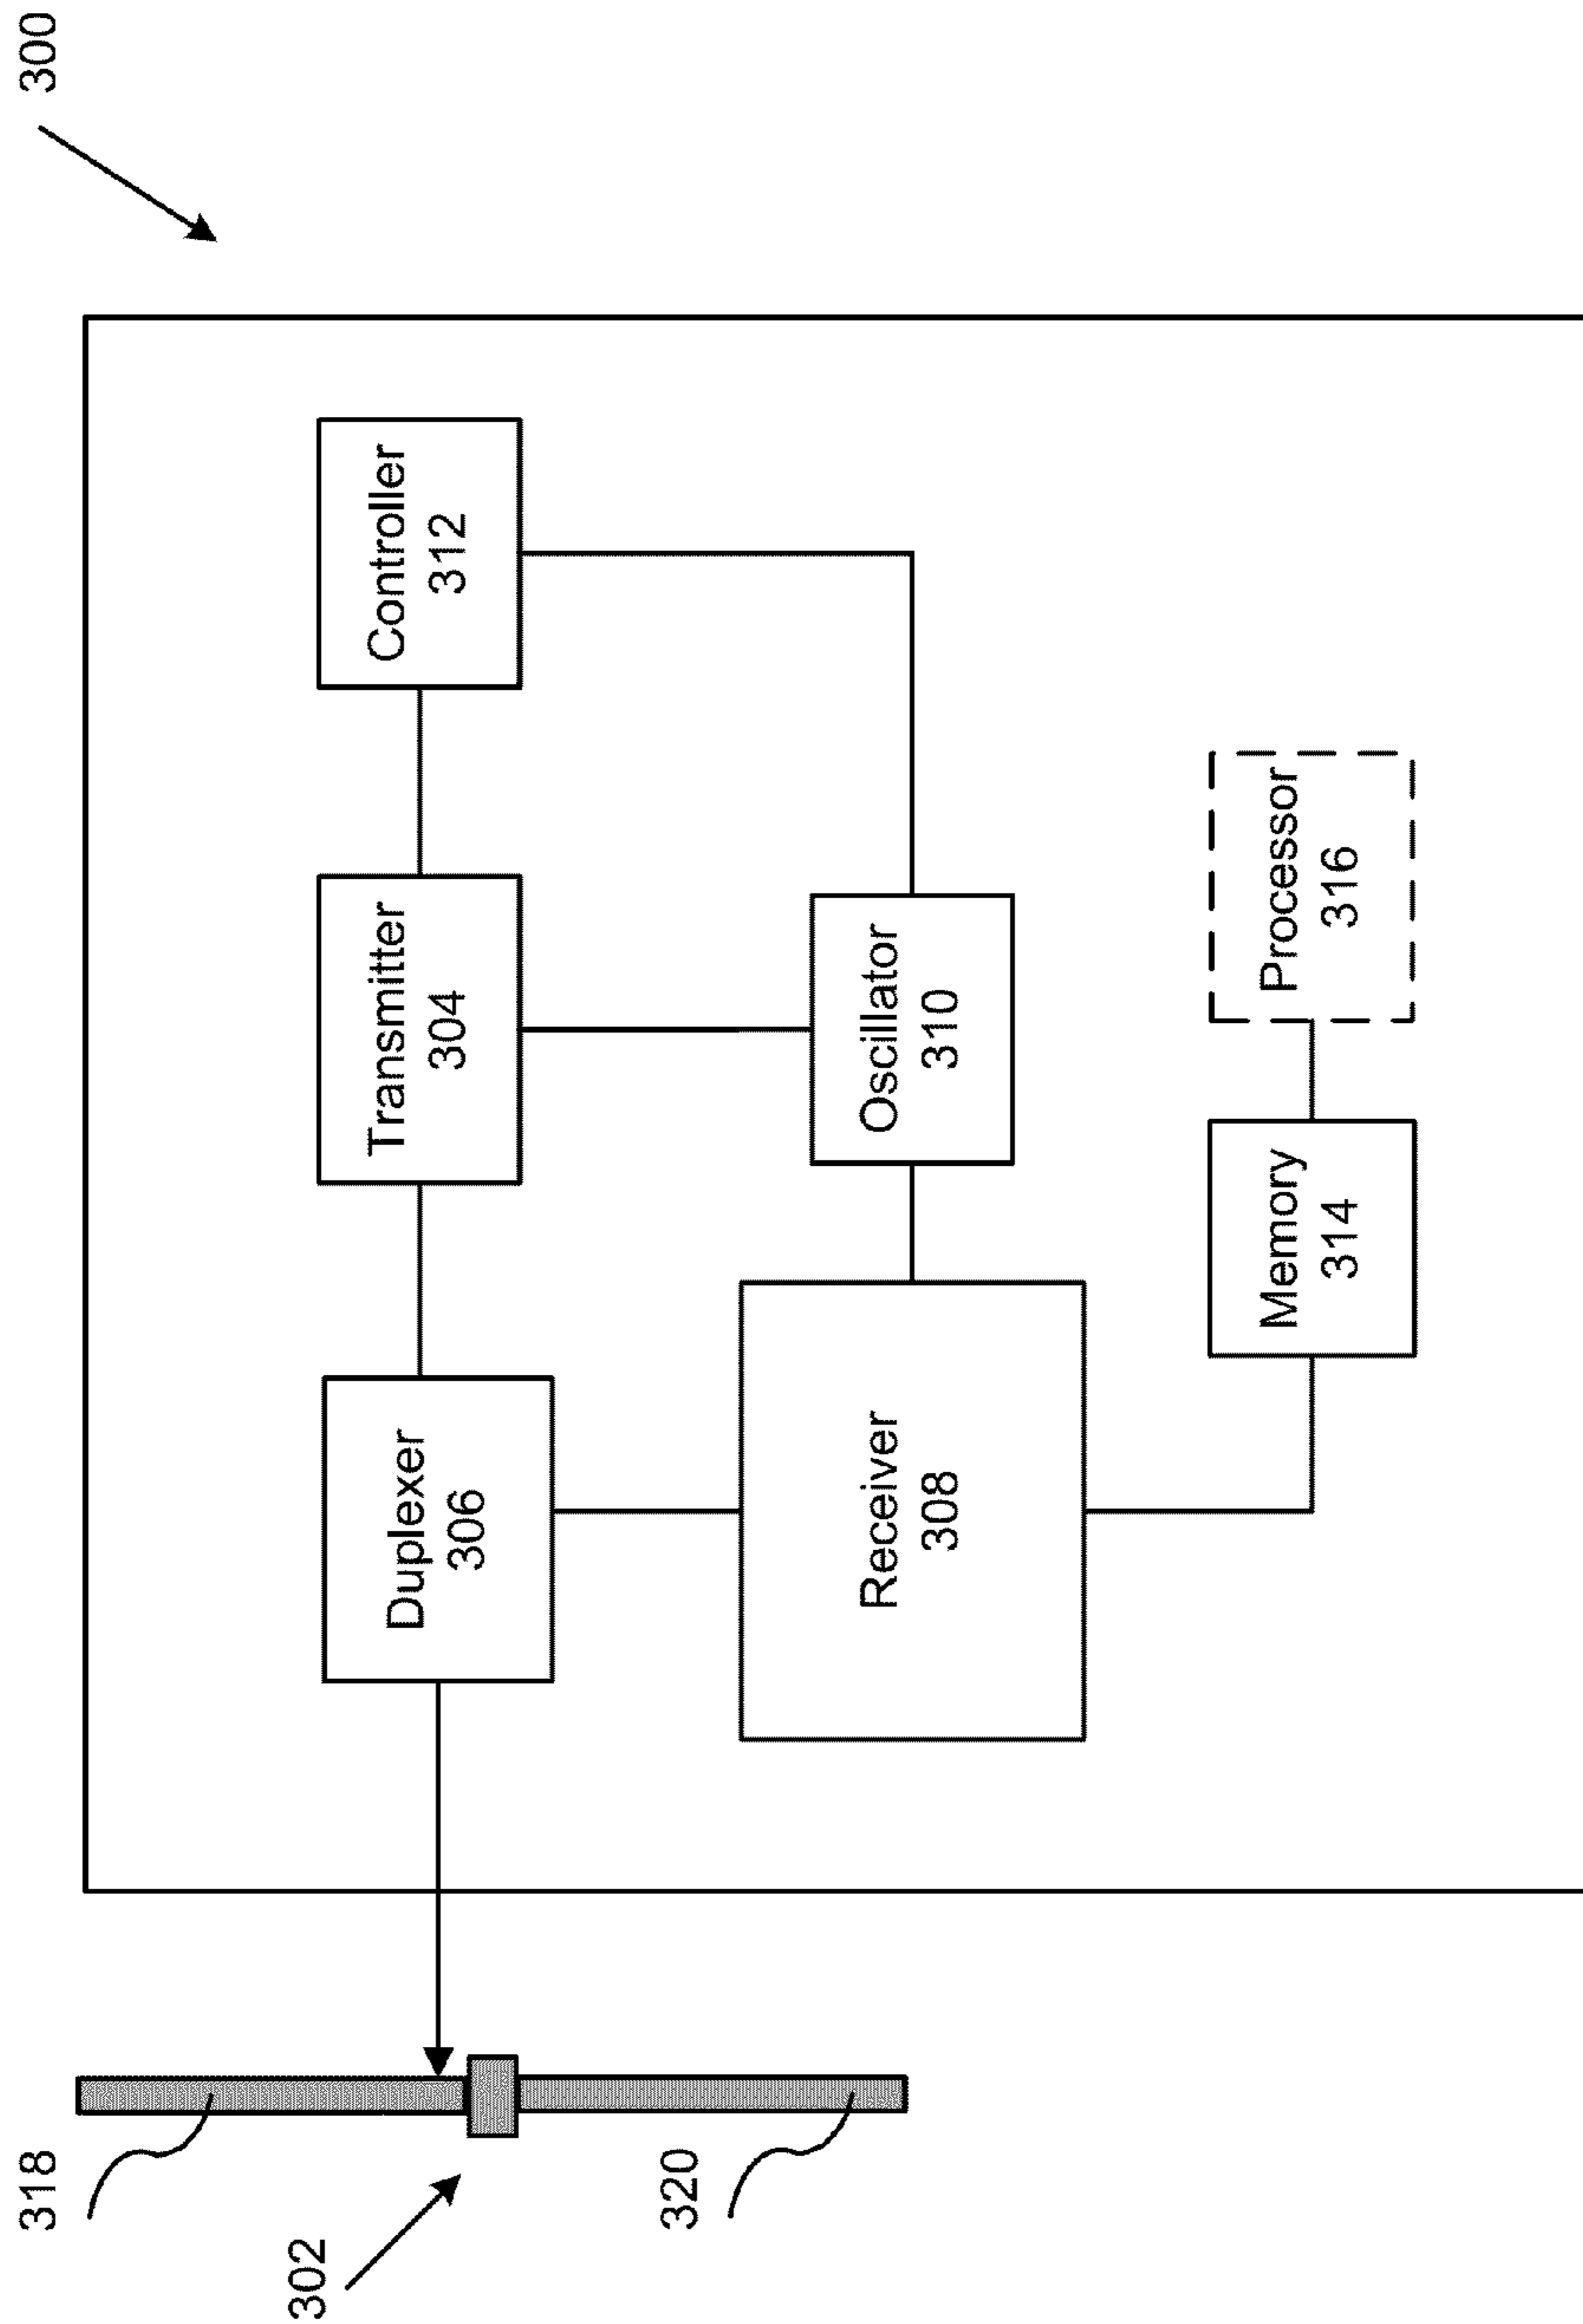 300
318
302
320
Duplexer
306
Transmitter
304
Controller
312
Receiver
308
Oscillator
310
Memory
314
Processor
316